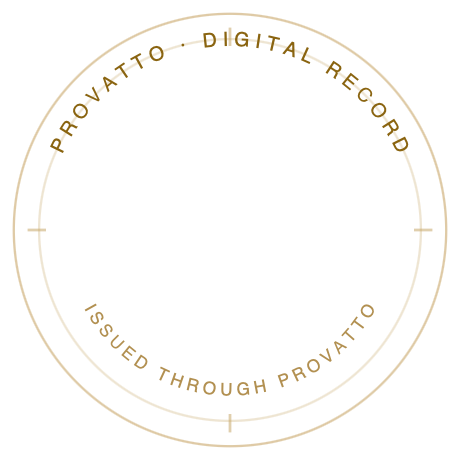 PROVATTO · DIGITAL RECORD
ISSUED THROUGH PROVATTO